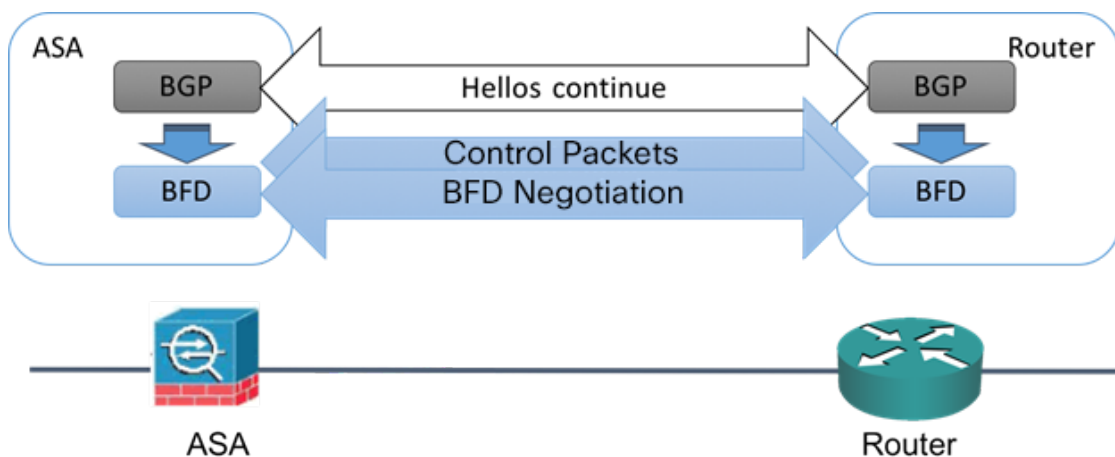 ASA
Router
BGP
Hellos continue
BGP
Control Packets
BFD
BFD Negotiation
BFD
ASA
Router